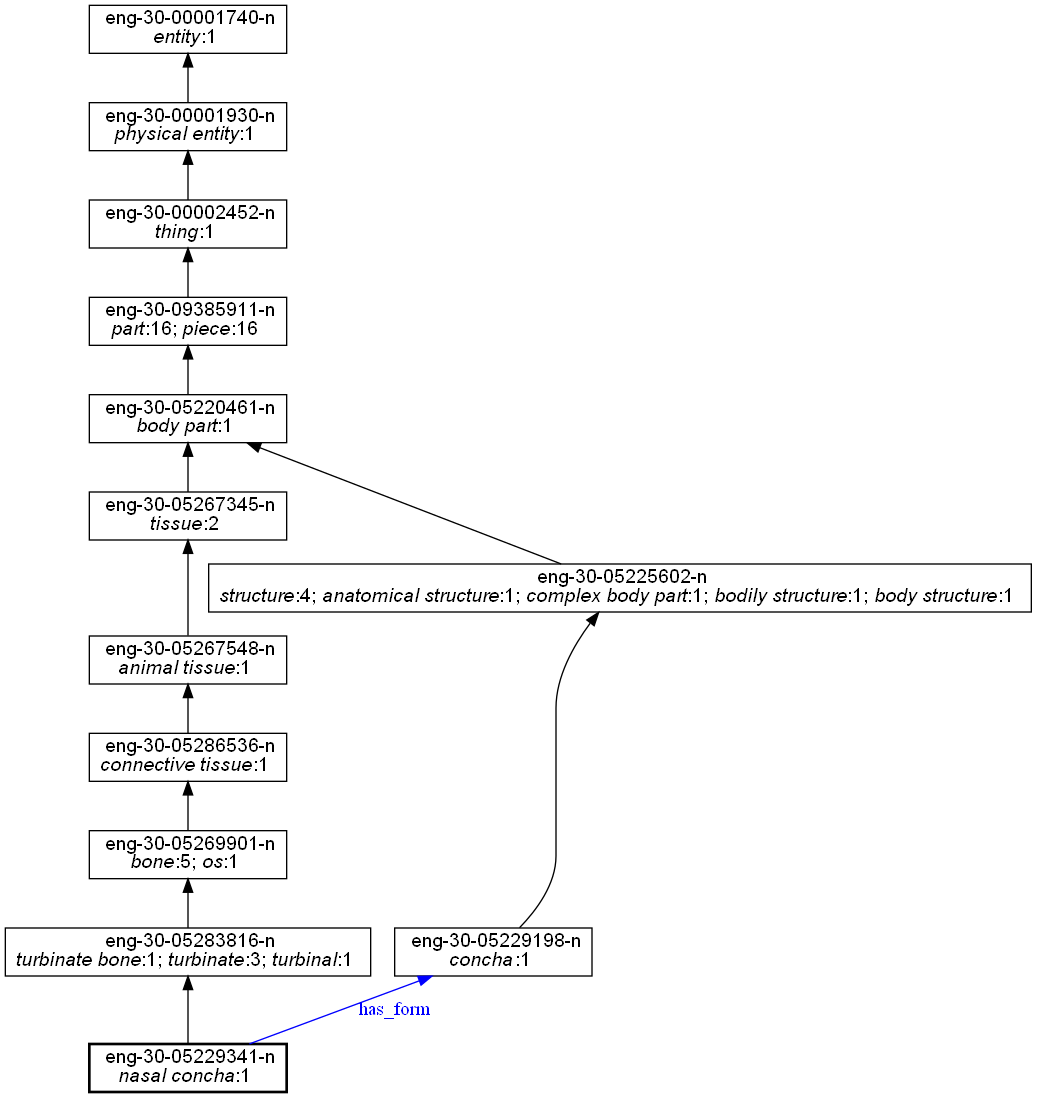 eng-30-00001740-n
entity:1
eng-30-00001930-n
physical entity:1
eng-30-00002452-n
thing:1
eng-30-09385911-n
part:16; piece:16
eng-30-05220461-n
body part:1
eng-30-05267345-n
tissue:2
eng-30-05225602-n
structure:4; anatomical structure:1; complex body part:1; bodily structure:1; body structure:1
eng-30-05267548-n
animal tissue:1
eng-30-05286536-n
connective tissue:1
eng-30-05269901-n
bone:5; os:1
eng-30-05283816-n
turbinate bone:1; turbinate:3; turbinal:1
eng-30-05229198-n
concha:1
has_form
eng-30-05229341-n
nasal concha:1